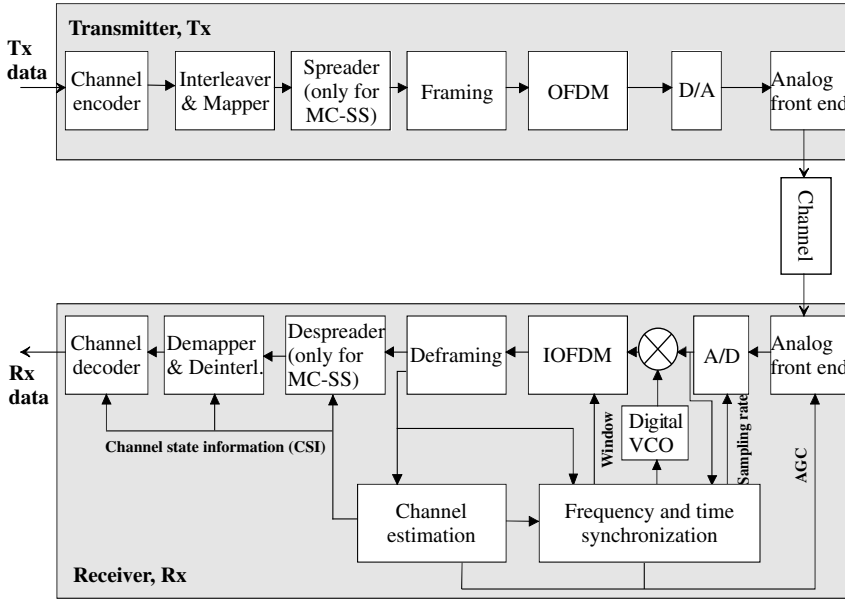 Transmitter, Tx
Tx
data
Channel
encoder
Interleaver
& Mapper
Spreader
(only for
MC-SS)
Framing
OFDM
D/A
Analog
front end
Channel
Channel
decoder
Demapper
& Deinterl.
Despreader
(only for
MC-SS)
Deframing
IOFDM
A/D
Analog
front end
Rx
data
Channel state information (CSI)
Window
Digital
VCO
Sampling rate
AGC
Channel
estimation
Frequency and time
synchronization
Receiver, Rx